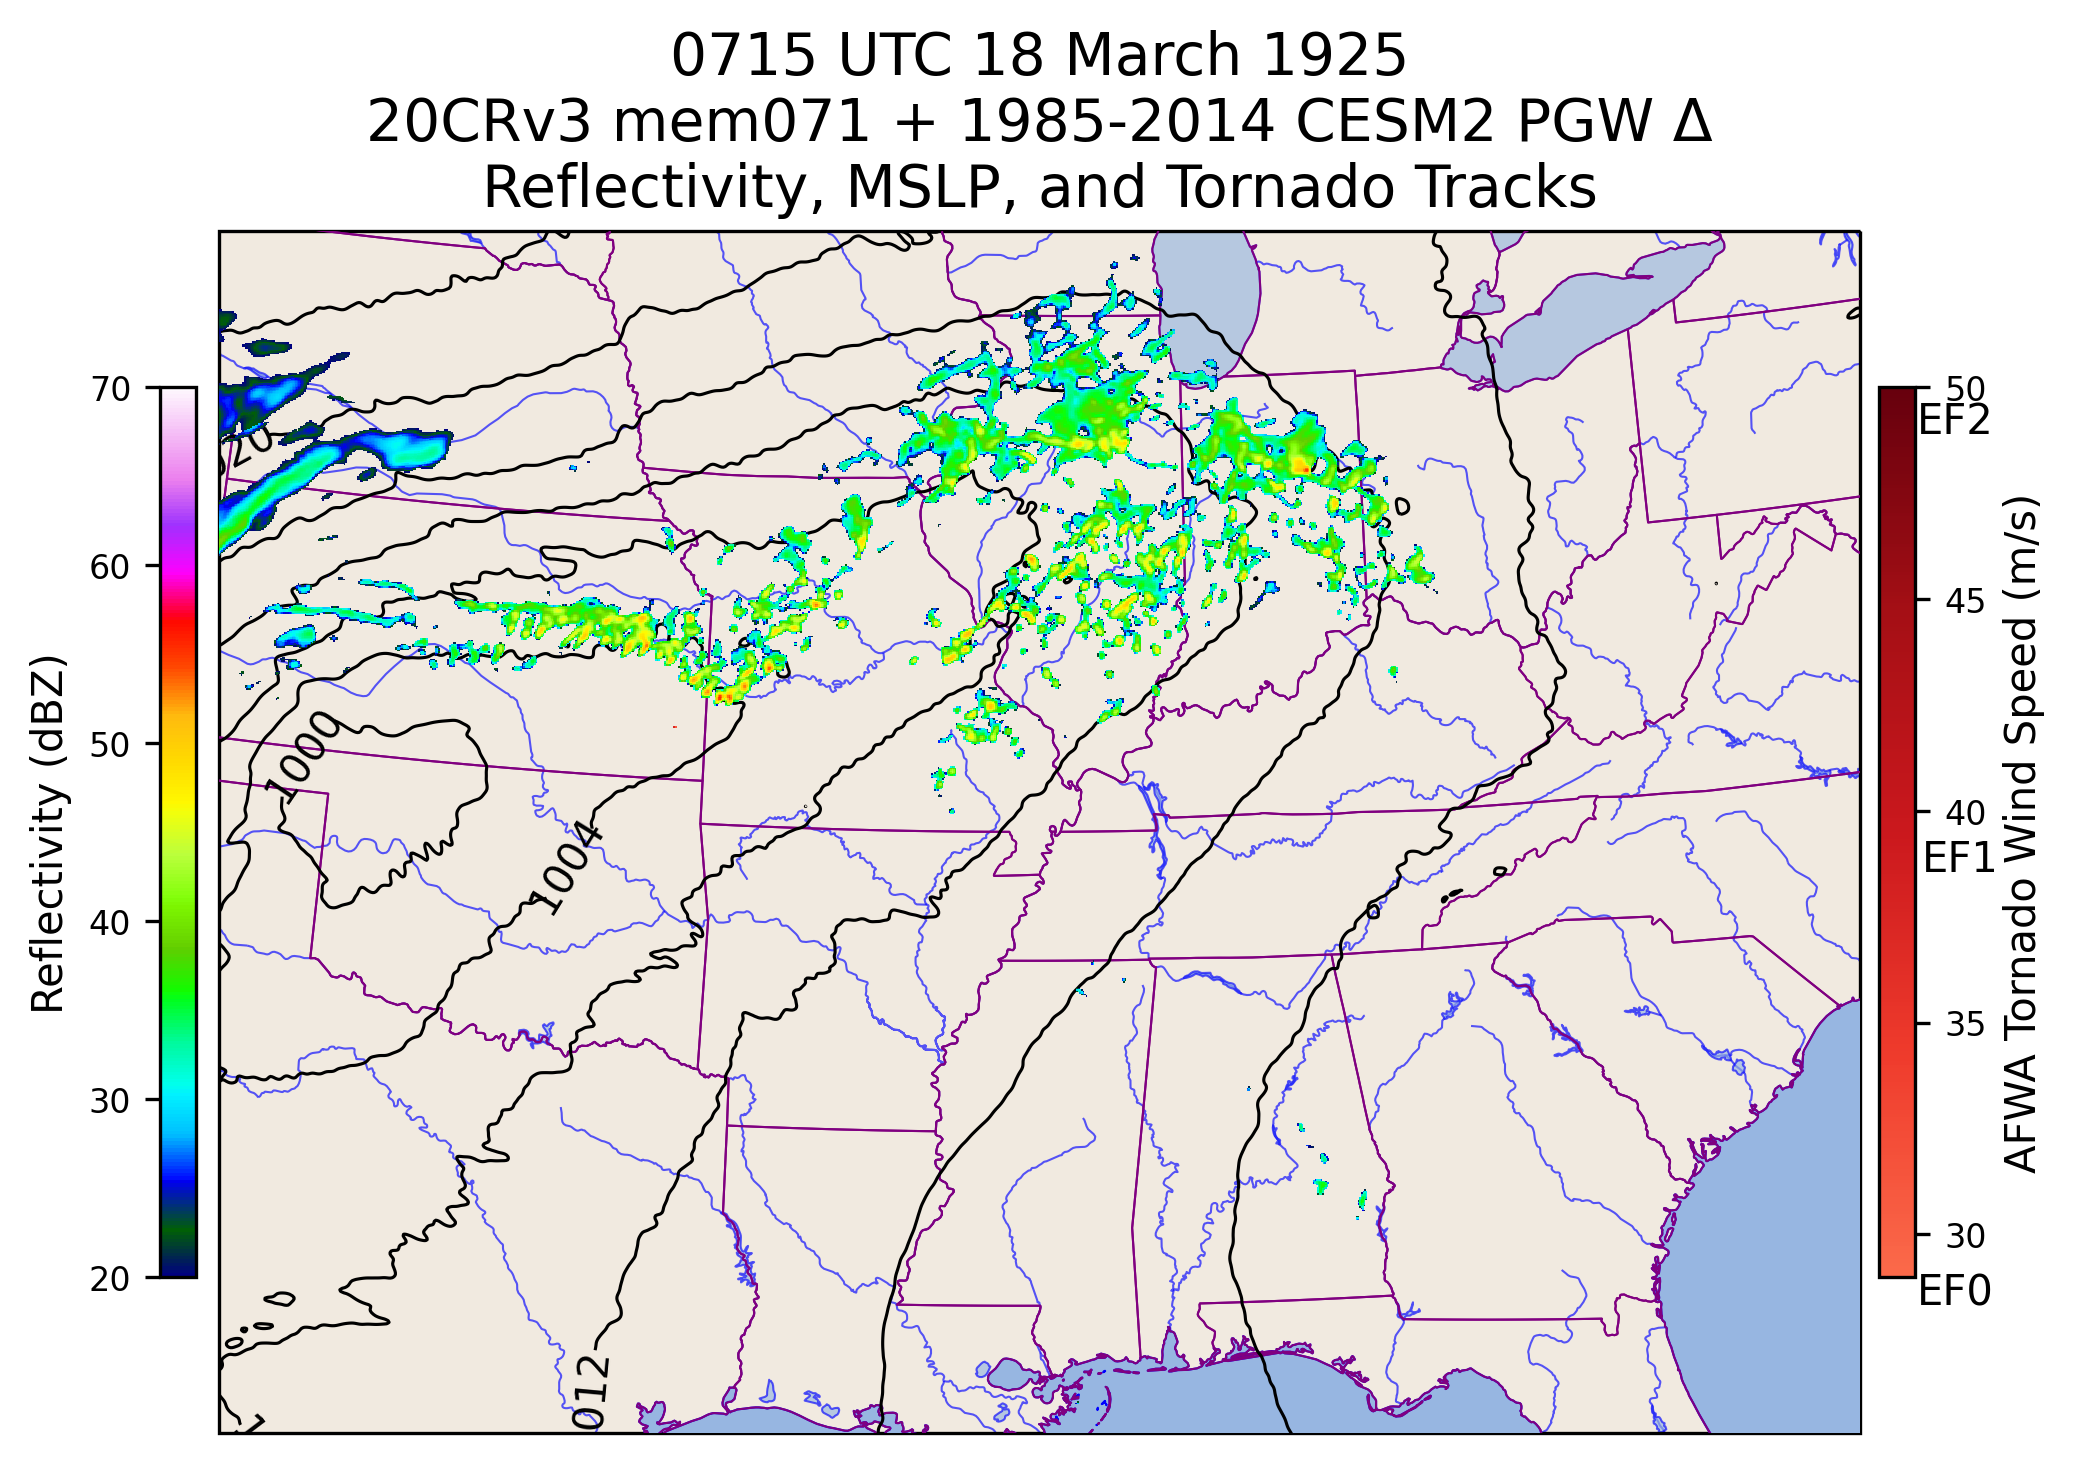 0715 UTC 18 March 1925
20CRv3 mem071 + 1985-2014 CESM2 PGW Δ
Reflectivity, MSLP, and Tornado Tracks
70
60
50
40
30
20
Reflectivity (dBZ)
020
1000
1004
012
1
50
EF2
45
40
EF1
35
30
EF0
AFWA Tornado Wind Speed (m/s)